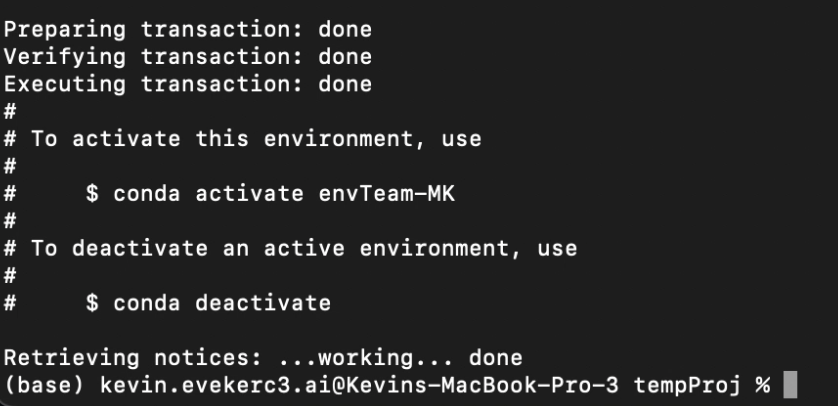 Preparing transaction: done
Verifying transaction: done
Executing transaction: done
#
# To activate this environment, use
#
#     $ conda activate envTeam-MK
#
# To deactivate an active environment, use
#
#     $ conda deactivate

Retrieving notices: ...working... done
(base) kevin.evekerc3.ai@Kevins-MacBook-Pro-3 tempProj %